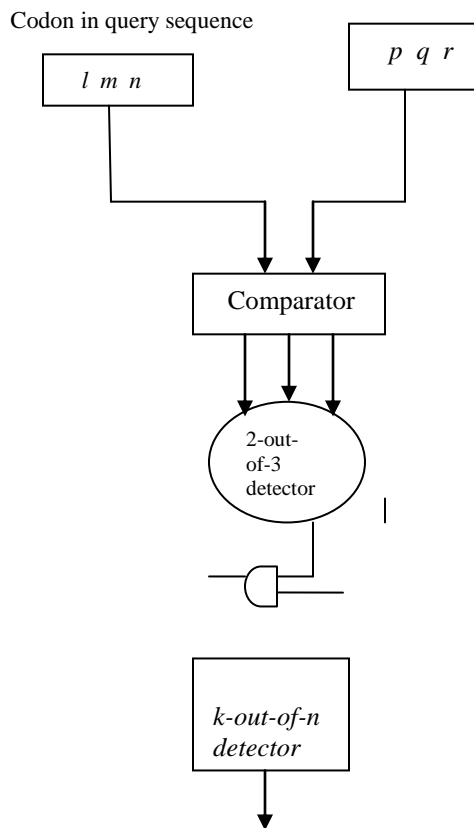 Codon in query sequence
l m n
p q r
Comparator
2-out-
of-3
detector
k-out-of-n
detector